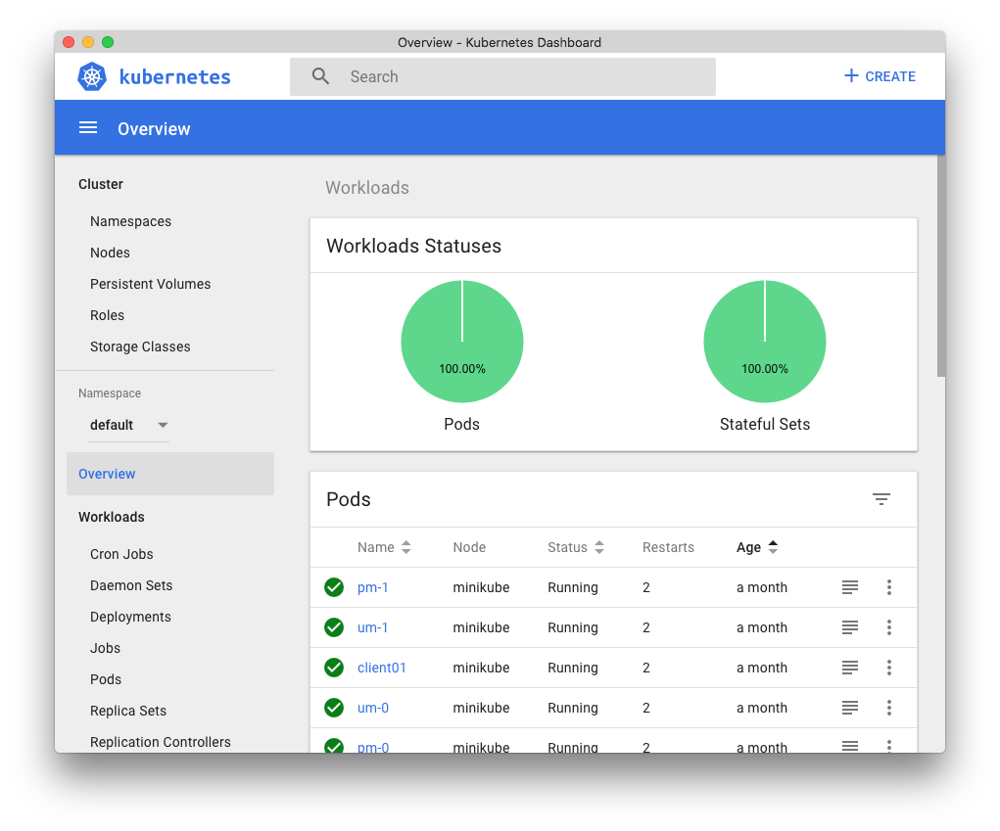 Overview - Kubernetes Dashboard
kubernetes
Search
CREATE
Overview
Cluster
Namespaces
Nodes
Persistent Volumes
Roles
Storage Classes
Namespace
default
Overview
Workloads
Cron Jobs
Daemon Sets
Deployments
Jobs
Pods
Replica Sets
Replication Controllers
Workloads
Workloads Statuses
100.00% 100.00%
Pods Stateful Sets
Pods
Name Node Status Restarts Age
pm-1 minikube Running 2 a month
um-1 minikube Running 2 a month
client01 minikube Running 2 a month
um-0 minikube Running 2 a month
pm-0 minikube Running 2 a month